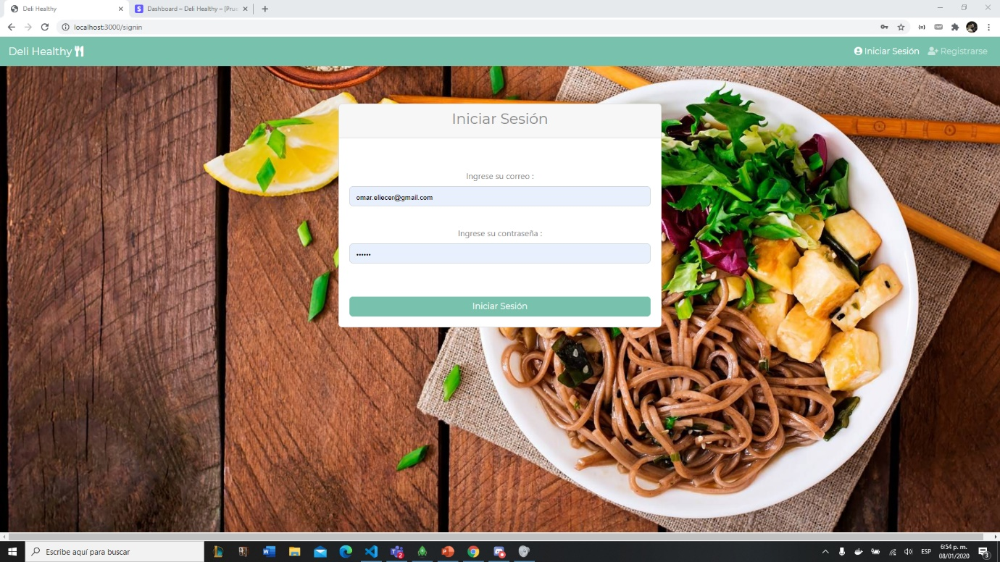 Deli Healthy
Dashboard – Deli Healthy – [Prue
localhost:3000/signin
Deli Healthy
Iniciar Sesión
Registrarse
Iniciar Sesión
Ingrese su correo :
omar.eliecer@gmail.com
Ingrese su contraseña :
••••••
Iniciar Sesión
Escribe aquí para buscar
ESP
6:54 p. m.
08/01/2020